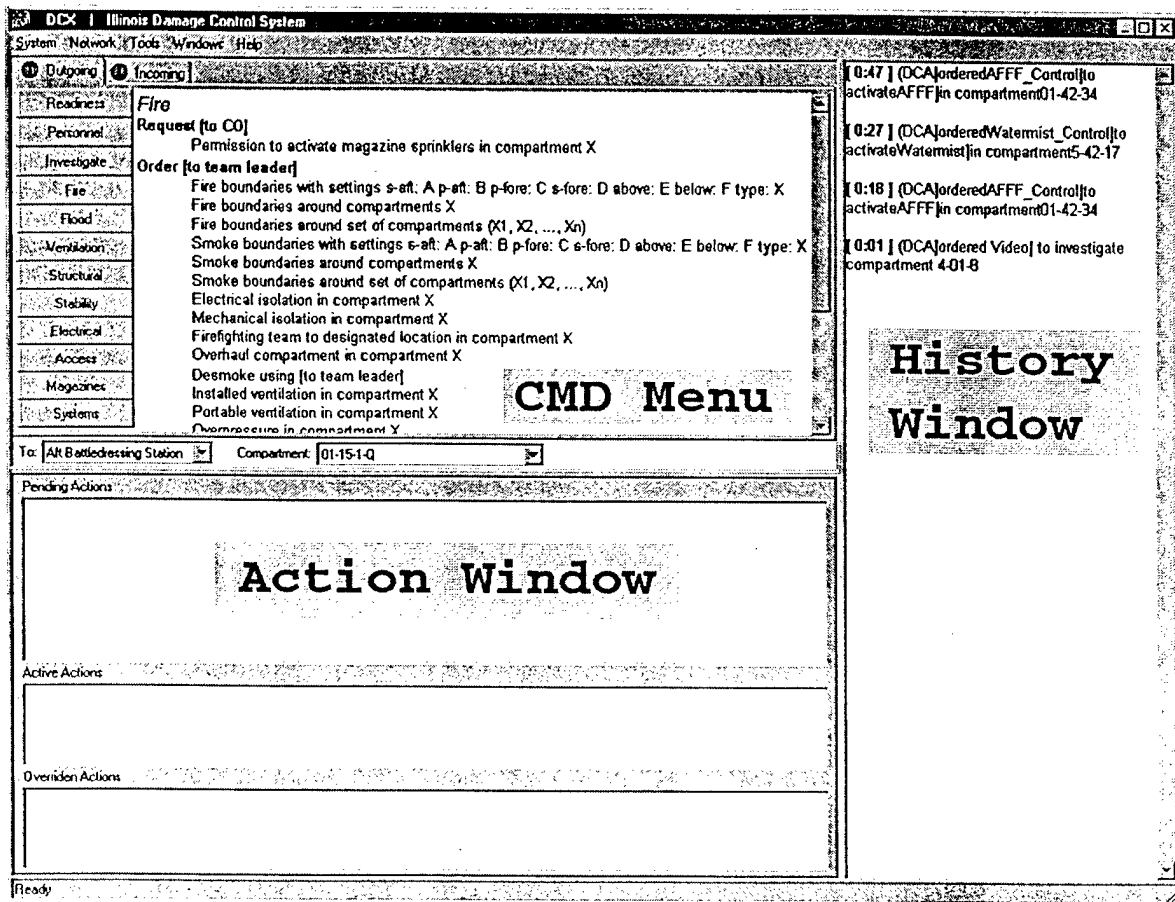 DCX | Illinois Damage Control System
System Network Tools Windows Help
Outgoing Incoming
Readiness
Personnel
Investigate
Fire
Flood
Ventilation
Structural
Stability
Electrical
Access
Magazines
Systems
Fire
Request [to CO]
Permission to activate magazine sprinklers in compartment X
Order [to team leader]
Fire boundaries with settings s-aft: A p-aft: B p-fore: C s-fore: D above: E below: F type: X
Fire boundaries around compartments X
Fire boundaries around set of compartments (X1, X2, ..., Xn)
Smoke boundaries with settings s-aft: A p-aft: B p-fore: C s-fore: D above: E below: F type: X
Smoke boundaries around compartments X
Smoke boundaries around set of compartments (X1, X2, ..., Xn)
Electrical isolation in compartment X
Mechanical isolation in compartment X
Firefighting team to designated location in compartment X
Overhaul compartment in compartment X
Desmoke using [to team leader]
Installed ventilation in compartment X
Portable ventilation in compartment X
Overpressure in compartment X
CMD Menu
To: Aft Battledressing Station Compartment: 01-15-1-Q
Pending Actions
Action Window
Active Actions
Overriden Actions
Ready
[ 0:47 ] (DCA]orderedAFFF_Control]to
activateAFFF]in compartment01-42-34
[ 0:27 ] (DCA]orderedWatermist_Control]to
activateWatermist]in compartment5-42-17
[ 0:18 ] (DCA]orderedAFFF_Control]to
activateAFFF]in compartment01-42-34
[ 0:01 ] (DCA]ordered Video] to investigate
compartment 4-01-8
History
Window